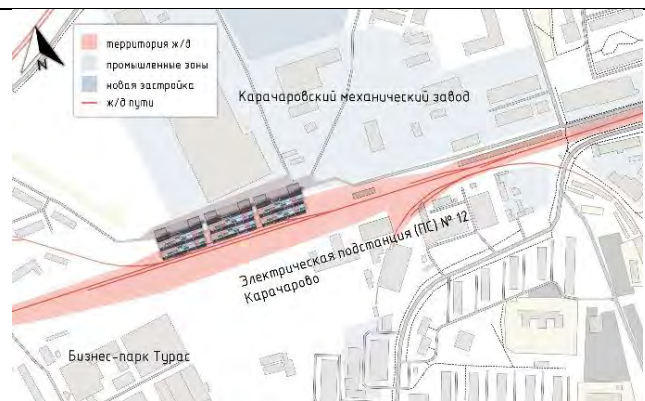 территория ж/д
промышленные зоны
новая застройка
ж/д пути
N
Карачаровский механический завод
Электрическая подстанция (ПС) № 12
Карачарово
Бизнес-парк Турас